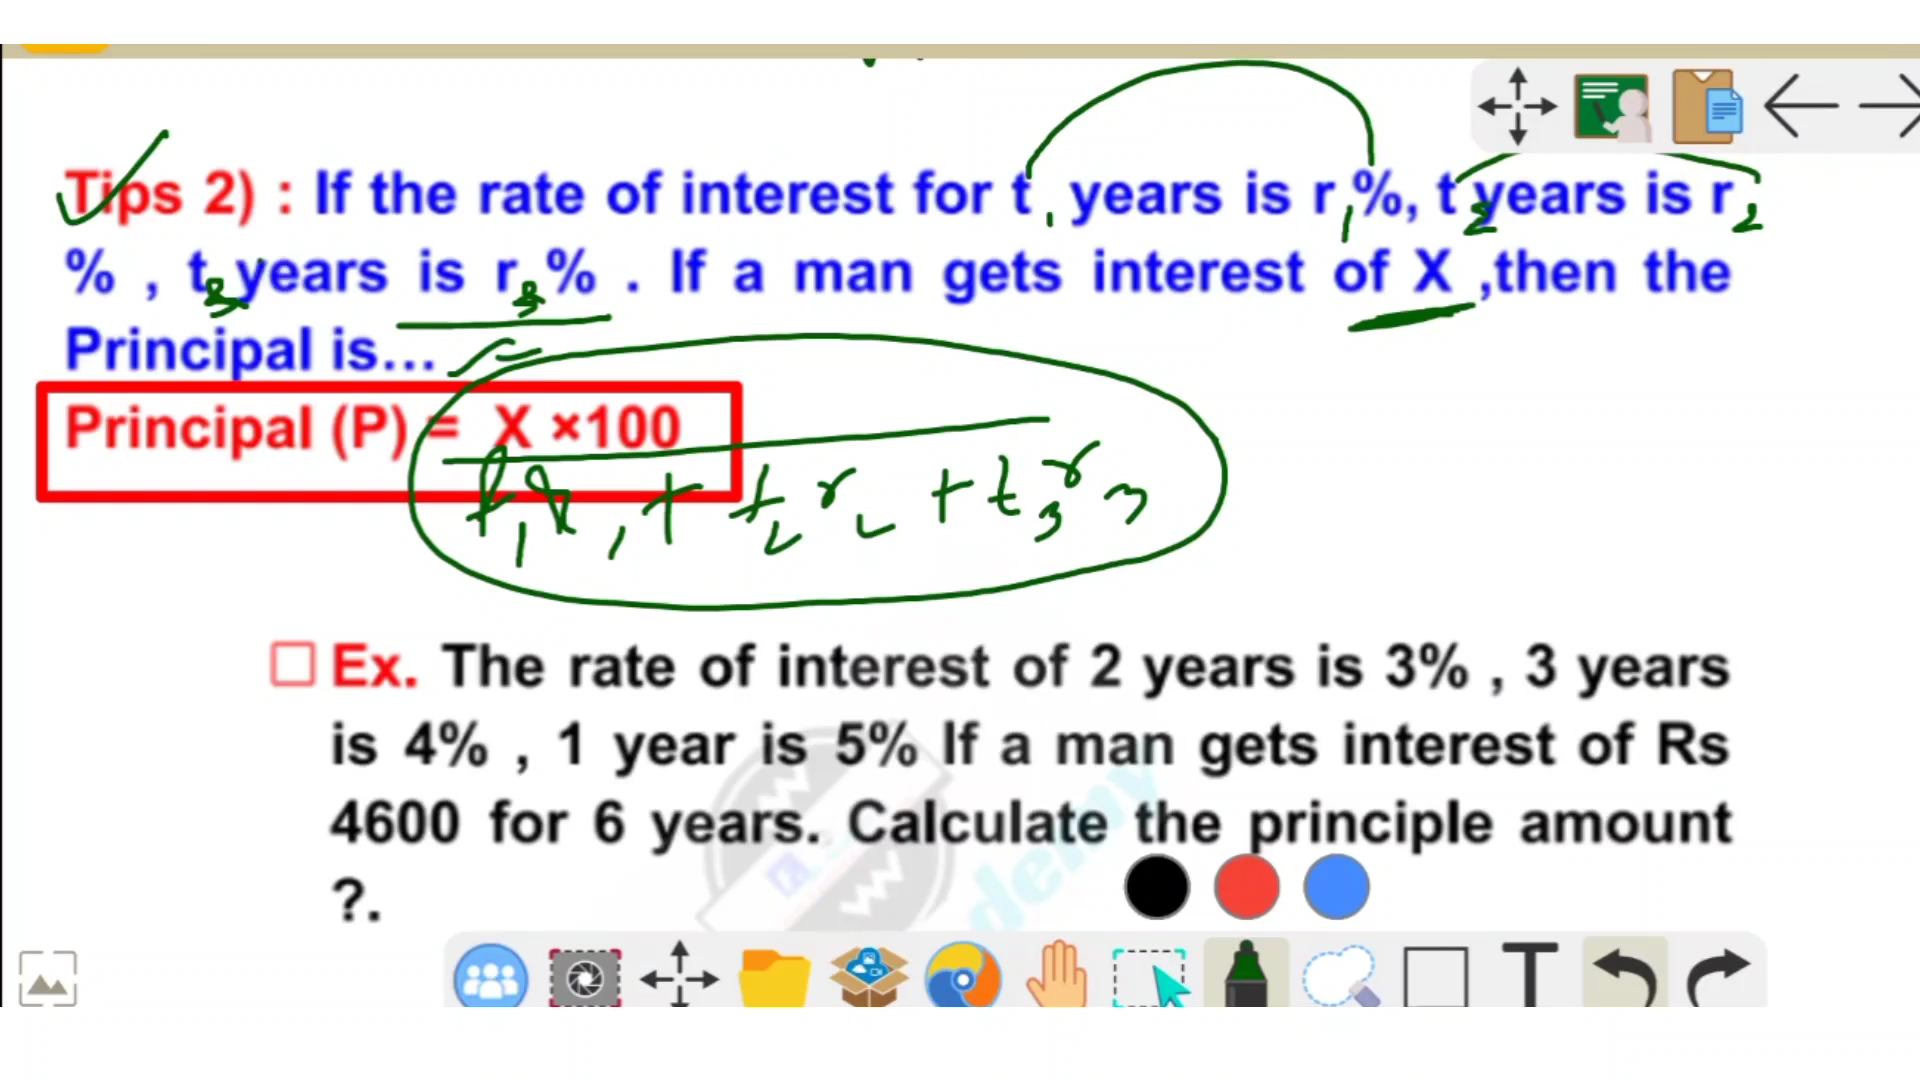 Tips 2) : If the rate of interest for t₁ years is r₁%, t₂ years is r₂
% , t₃ years is r₃ % . If a man gets interest of X ,then the
Principal is... =
Principal (P) = X ×100
t₁r₁ + t₂r₂ + t₃r₃
Ex. The rate of interest of 2 years is 3% , 3 years
is 4% , 1 year is 5% If a man gets interest of Rs
4600 for 6 years. Calculate the principle amount
?.
T